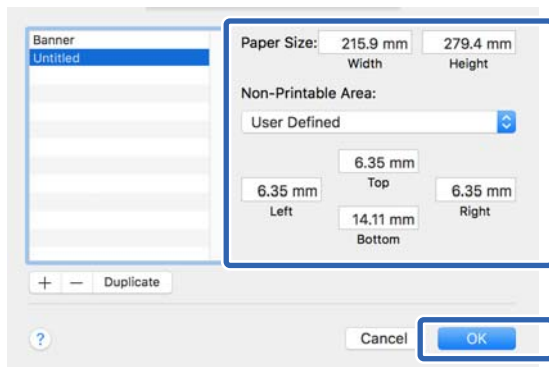 Banner
Untitled
Paper Size: 215.9 mm 279.4 mm
Width Height
Non-Printable Area:
User Defined
6.35 mm
Top
6.35 mm 6.35 mm
Left Right
14.11 mm
Bottom
+ − Duplicate
? Cancel OK